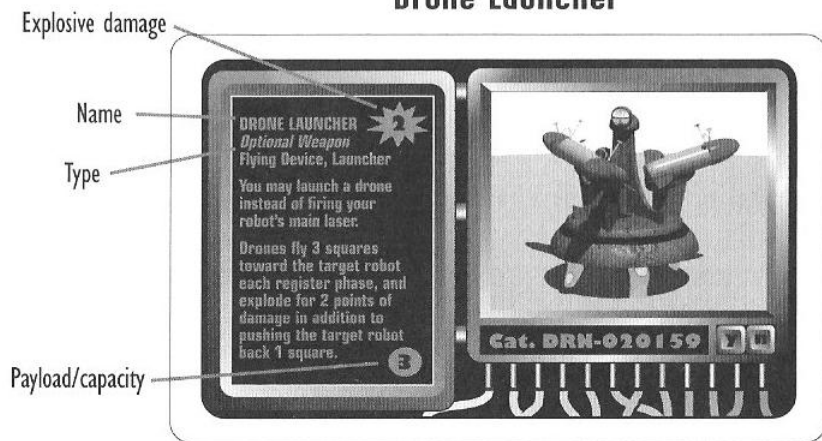 Drone Launcher
Explosive damage
Name
Type
Payload/capacity
2
DRONE LAUNCHER
Optional Weapon
Flying Device, Launcher
You may launch a drone
instead of firing your
robot's main laser.
Drones fly 3 squares
toward the target robot
each register phase, and
explode for 2 points of
damage in addition to
pushing the target robot
back 1 square.
3
Cat. DRN-020159